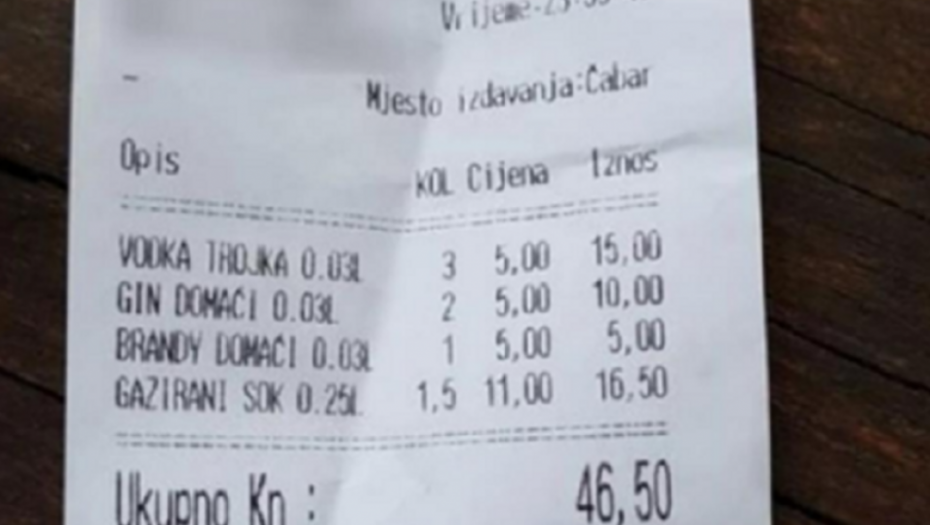 Mjesto izdavanja:Čabar
Opis KOL Cijena Iznos
VODKA TROJKA 0.03L 3 5,00 15,00
GIN DOMAĆI 0.03L 2 5,00 10,00
BRANDY DOMAĆI 0.03L 1 5,00 5,00
GAZIRANI SOK 0.25L 1,5 11,00 16,50
Ukupno Kn : 46,50